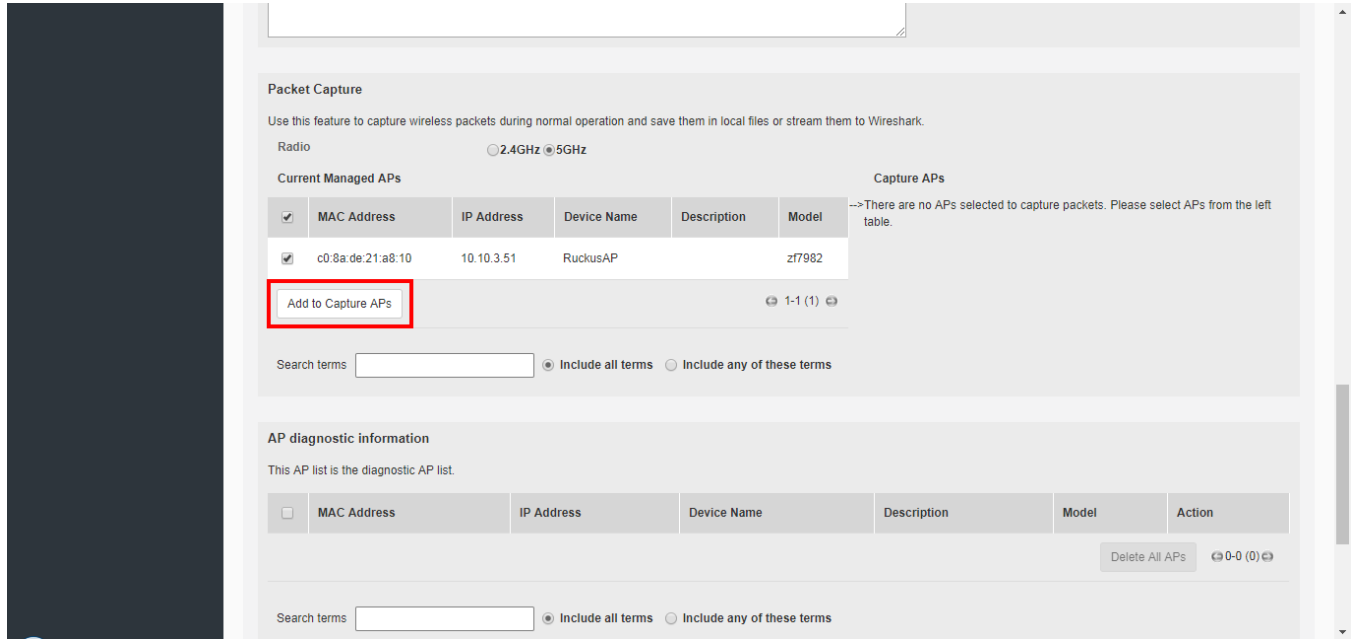 Packet Capture
Use this feature to capture wireless packets during normal operation and save them in local files or stream them to Wireshark.
Radio 2.4GHz 5GHz
Current Managed APs
MAC Address IP Address Device Name Description Model
c0:8a:de:21:a8:10 10.10.3.51 RuckusAP zf7982
Add to Capture APs 1-1 (1)
Capture APs
-->There are no APs selected to capture packets. Please select APs from the left
table.
Search terms Include all terms Include any of these terms
AP diagnostic information
This AP list is the diagnostic AP list.
MAC Address IP Address Device Name Description Model Action
Delete All APs 0-0 (0)
Search terms Include all terms Include any of these terms